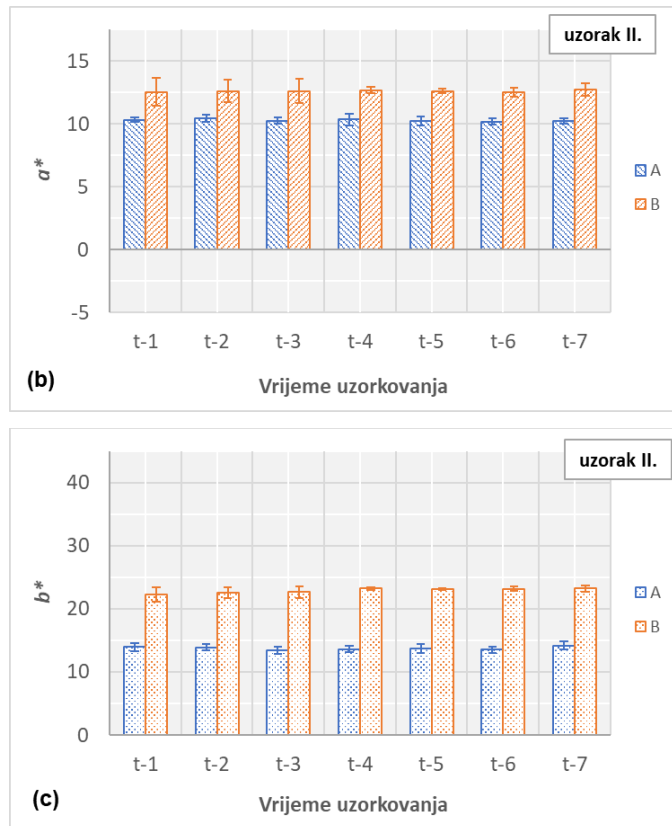 uzorak II.
15
10
5
0
-5
a*
A
B
t-1 t-2 t-3 t-4 t-5 t-6 t-7
(b)
Vrijeme uzorkovanja
uzorak II.
40
30
20
10
0
b*
A
B
t-1 t-2 t-3 t-4 t-5 t-6 t-7
(c)
Vrijeme uzorkovanja